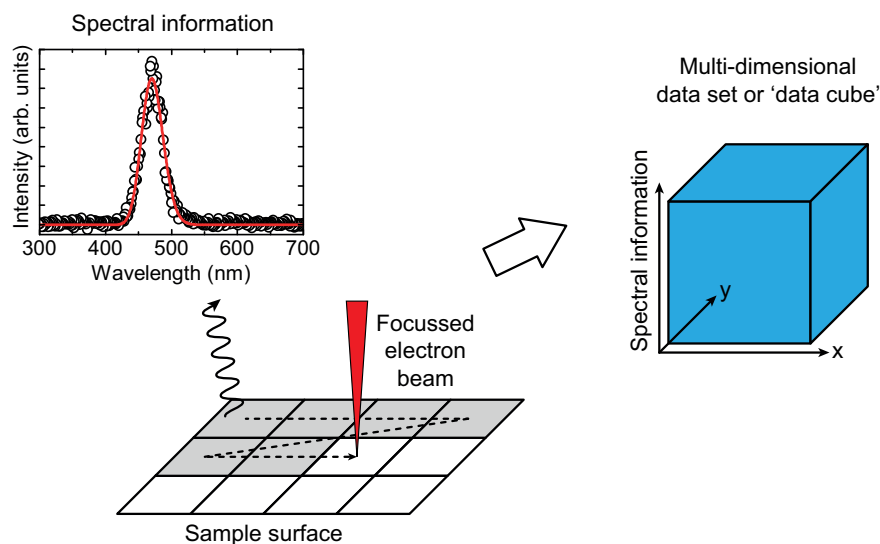 Spectral information
Intensity (arb. units)
300 400 500 600 700
Wavelength (nm)
Focussed
electron
beam
Sample surface
Multi-dimensional
data set or ‘data cube’
Spectral information
y
x